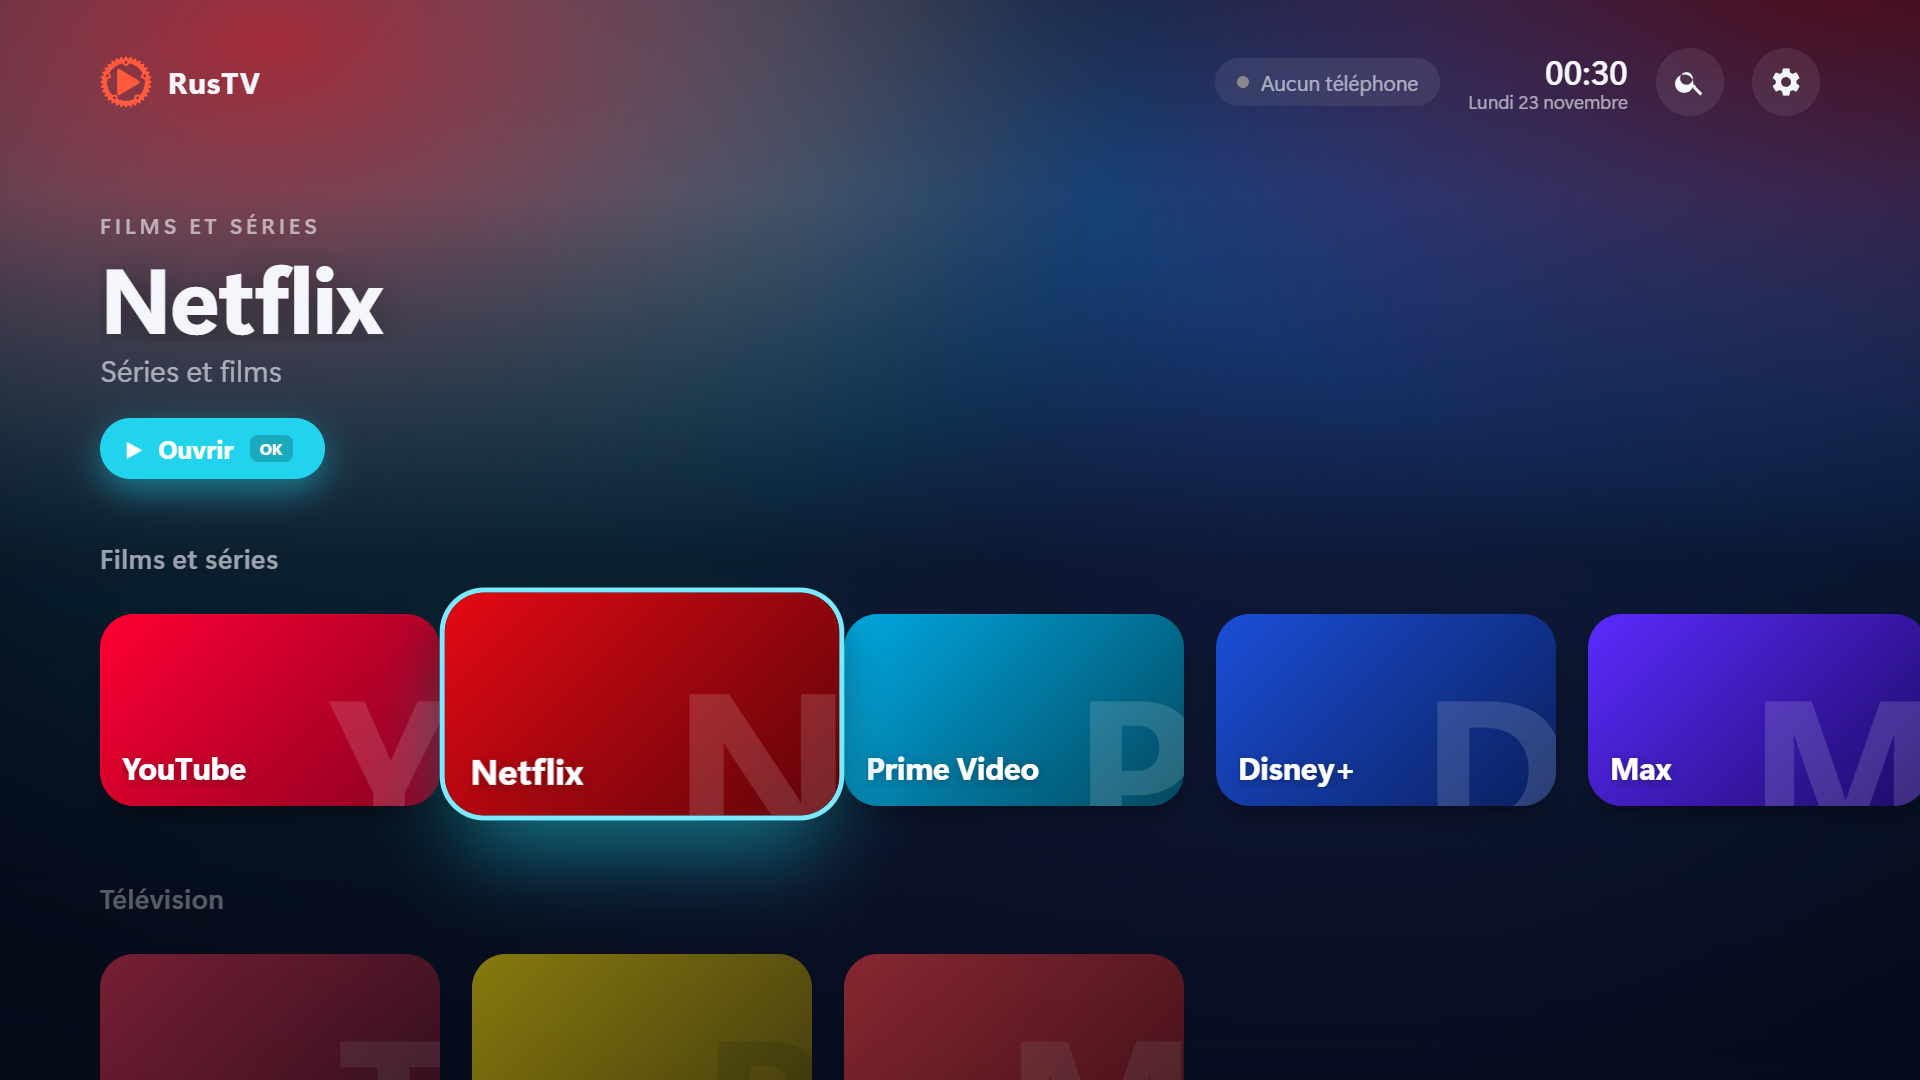 RusTV
Aucun téléphone
00:30
Lundi 23 novembre
FILMS ET SÉRIES
Netflix
Séries et films
Ouvrir OK
Films et séries
YouTube
Y
Netflix
N
Prime Video
P
Disney+
D
Max
M
Télévision
T
M